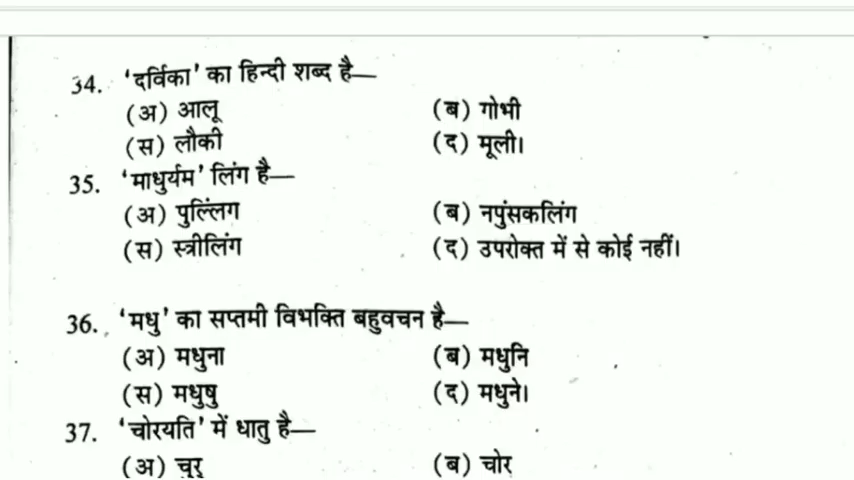 34. 'दर्विका' का हिन्दी शब्द है—
(अ) आलू (ब) गोभी
(स) लौकी (द) मूली।
35. 'माधुर्यम' लिंग है—
(अ) पुल्लिंग (ब) नपुंसकलिंग
(स) स्त्रीलिंग (द) उपरोक्त में से कोई नहीं।
36. 'मधु' का सप्तमी विभक्ति बहुवचन है—
(अ) मधुना (ब) मधुनि
(स) मधुषु (द) मधुने।
37. 'चोरयति' में धातु है—
(अ) चुर् (ब) चोर